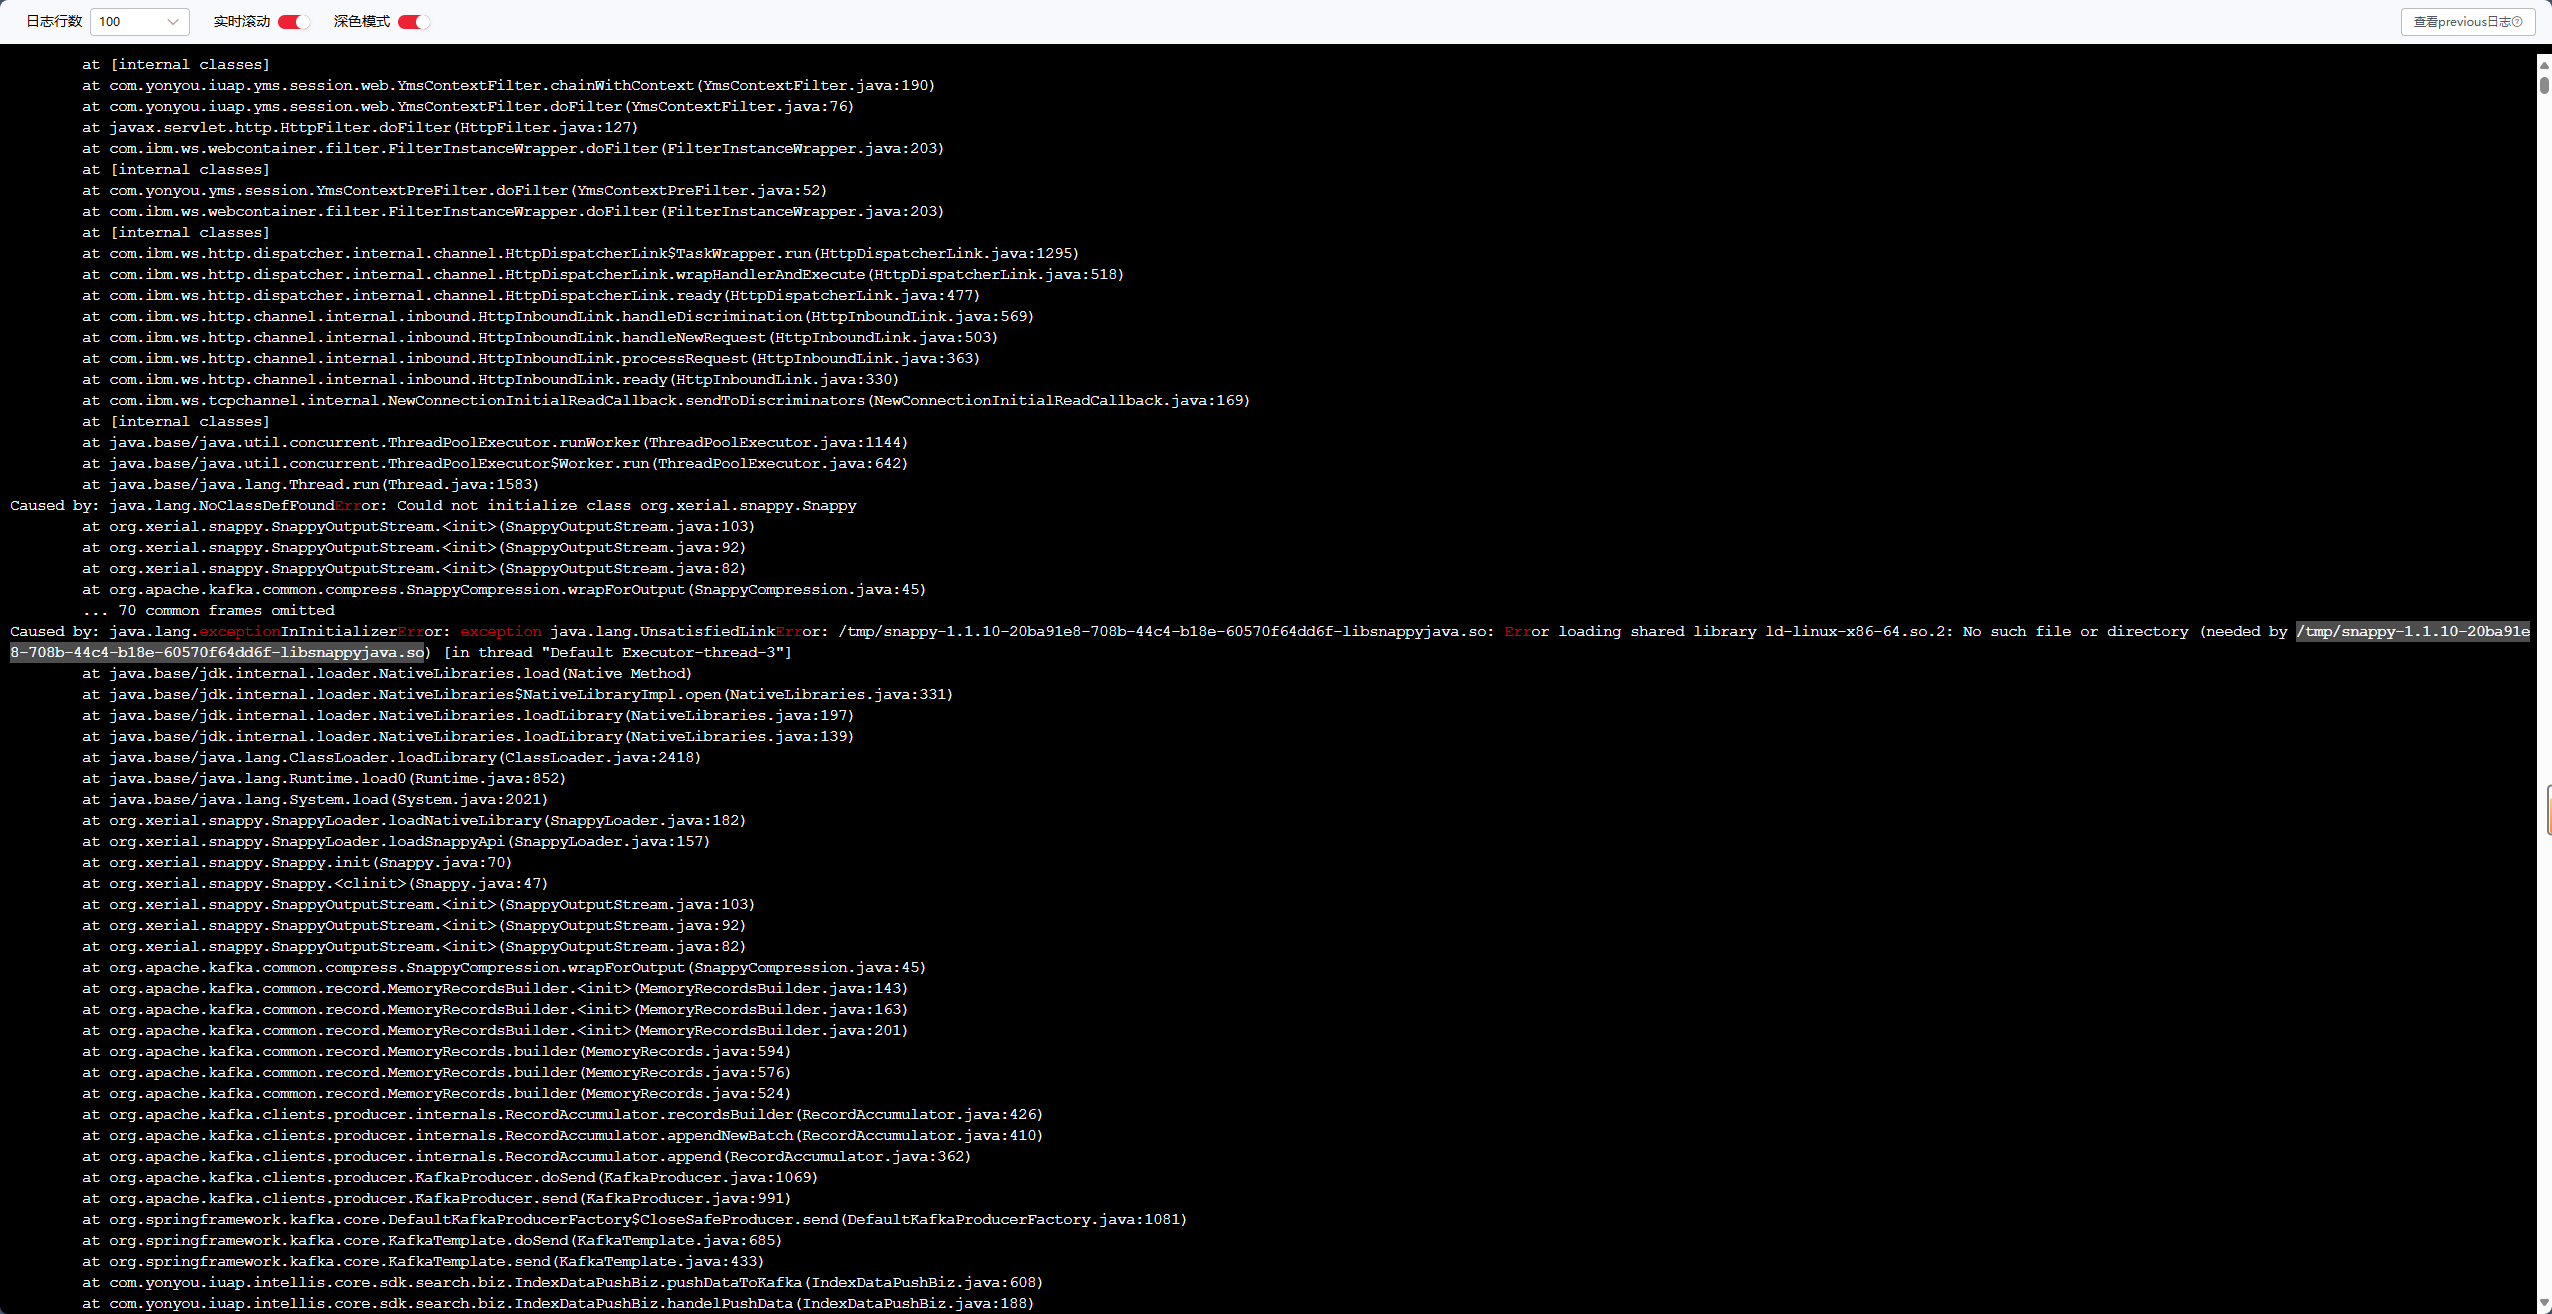 日志行数 100 实时滚动 深色模式 查看previous日志
at [internal classes]
at com.yonyou.iuap.yms.session.web.YmsContextFilter.chainWithContext(YmsContextFilter.java:190)
at com.yonyou.iuap.yms.session.web.YmsContextFilter.doFilter(YmsContextFilter.java:76)
at javax.servlet.http.HttpFilter.doFilter(HttpFilter.java:127)
at com.ibm.ws.webcontainer.filter.FilterInstanceWrapper.doFilter(FilterInstanceWrapper.java:203)
at [internal classes]
at com.yonyou.yms.session.YmsContextPreFilter.doFilter(YmsContextPreFilter.java:52)
at com.ibm.ws.webcontainer.filter.FilterInstanceWrapper.doFilter(FilterInstanceWrapper.java:203)
at [internal classes]
at com.ibm.ws.http.dispatcher.internal.channel.HttpDispatcherLink$TaskWrapper.run(HttpDispatcherLink.java:1295)
at com.ibm.ws.http.dispatcher.internal.channel.HttpDispatcherLink.wrapHandlerAndExecute(HttpDispatcherLink.java:518)
at com.ibm.ws.http.dispatcher.internal.channel.HttpDispatcherLink.ready(HttpDispatcherLink.java:477)
at com.ibm.ws.http.channel.internal.inbound.HttpInboundLink.handleDiscrimination(HttpInboundLink.java:569)
at com.ibm.ws.http.channel.internal.inbound.HttpInboundLink.handleNewRequest(HttpInboundLink.java:503)
at com.ibm.ws.http.channel.internal.inbound.HttpInboundLink.processRequest(HttpInboundLink.java:363)
at com.ibm.ws.http.channel.internal.inbound.HttpInboundLink.ready(HttpInboundLink.java:330)
at com.ibm.ws.tcpchannel.internal.NewConnectionInitialReadCallback.sendToDiscriminators(NewConnectionInitialReadCallback.java:169)
at [internal classes]
at java.base/java.util.concurrent.ThreadPoolExecutor.runWorker(ThreadPoolExecutor.java:1144)
at java.base/java.util.concurrent.ThreadPoolExecutor$Worker.run(ThreadPoolExecutor.java:642)
at java.base/java.lang.Thread.run(Thread.java:1583)
Caused by: java.lang.NoClassDefFoundError: Could not initialize class org.xerial.snappy.Snappy
at org.xerial.snappy.SnappyOutputStream.<init>(SnappyOutputStream.java:103)
at org.xerial.snappy.SnappyOutputStream.<init>(SnappyOutputStream.java:92)
at org.xerial.snappy.SnappyOutputStream.<init>(SnappyOutputStream.java:82)
at org.apache.kafka.common.compress.SnappyCompression.wrapForOutput(SnappyCompression.java:45)
... 70 common frames omitted
Caused by: java.lang.exceptionInInitializerError: exception java.lang.UnsatisfiedLinkError: /tmp/snappy-1.1.10-20ba91e8-708b-44c4-b18e-60570f64dd6f-libsnappyjava.so: Error loading shared library ld-linux-x86-64.so.2: No such file or directory (needed by /tmp/snappy-1.1.10-20ba91e
8-708b-44c4-b18e-60570f64dd6f-libsnappyjava.so) [in thread "Default Executor-thread-3"]
at java.base/jdk.internal.loader.NativeLibraries.load(Native Method)
at java.base/jdk.internal.loader.NativeLibraries$NativeLibraryImpl.open(NativeLibraries.java:331)
at java.base/jdk.internal.loader.NativeLibraries.loadLibrary(NativeLibraries.java:197)
at java.base/jdk.internal.loader.NativeLibraries.loadLibrary(NativeLibraries.java:139)
at java.base/java.lang.ClassLoader.loadLibrary(ClassLoader.java:2418)
at java.base/java.lang.Runtime.load0(Runtime.java:852)
at java.base/java.lang.System.load(System.java:2021)
at org.xerial.snappy.SnappyLoader.loadNativeLibrary(SnappyLoader.java:182)
at org.xerial.snappy.SnappyLoader.loadSnappyApi(SnappyLoader.java:157)
at org.xerial.snappy.Snappy.init(Snappy.java:70)
at org.xerial.snappy.Snappy.<clinit>(Snappy.java:47)
at org.xerial.snappy.SnappyOutputStream.<init>(SnappyOutputStream.java:103)
at org.xerial.snappy.SnappyOutputStream.<init>(SnappyOutputStream.java:92)
at org.xerial.snappy.SnappyOutputStream.<init>(SnappyOutputStream.java:82)
at org.apache.kafka.common.compress.SnappyCompression.wrapForOutput(SnappyCompression.java:45)
at org.apache.kafka.common.record.MemoryRecordsBuilder.<init>(MemoryRecordsBuilder.java:143)
at org.apache.kafka.common.record.MemoryRecordsBuilder.<init>(MemoryRecordsBuilder.java:163)
at org.apache.kafka.common.record.MemoryRecordsBuilder.<init>(MemoryRecordsBuilder.java:201)
at org.apache.kafka.common.record.MemoryRecords.builder(MemoryRecords.java:594)
at org.apache.kafka.common.record.MemoryRecords.builder(MemoryRecords.java:576)
at org.apache.kafka.common.record.MemoryRecords.builder(MemoryRecords.java:524)
at org.apache.kafka.clients.producer.internals.RecordAccumulator.recordsBuilder(RecordAccumulator.java:426)
at org.apache.kafka.clients.producer.internals.RecordAccumulator.appendNewBatch(RecordAccumulator.java:410)
at org.apache.kafka.clients.producer.internals.RecordAccumulator.append(RecordAccumulator.java:362)
at org.apache.kafka.clients.producer.KafkaProducer.doSend(KafkaProducer.java:1069)
at org.apache.kafka.clients.producer.KafkaProducer.send(KafkaProducer.java:991)
at org.springframework.kafka.core.DefaultKafkaProducerFactory$CloseSafeProducer.send(DefaultKafkaProducerFactory.java:1081)
at org.springframework.kafka.core.KafkaTemplate.doSend(KafkaTemplate.java:685)
at org.springframework.kafka.core.KafkaTemplate.send(KafkaTemplate.java:433)
at com.yonyou.iuap.intellis.core.sdk.search.biz.IndexDataPushBiz.pushDataToKafka(IndexDataPushBiz.java:608)
at com.yonyou.iuap.intellis.core.sdk.search.biz.IndexDataPushBiz.handelPushData(IndexDataPushBiz.java:188)